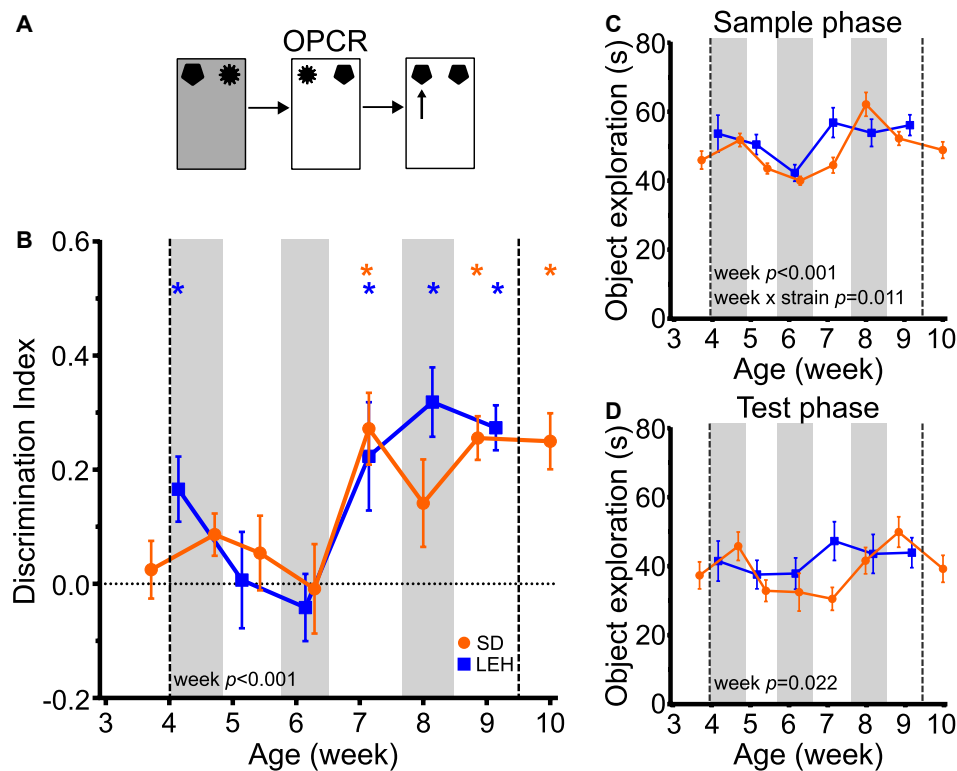 A
OPCR
B
0.6
0.4
0.2
0.0
-0.2
Discrimination Index
* * *
* * * *
SD
LEH
week p<0.001
3 4 5 6 7 8 9 10
Age (week)
C
Sample phase
80
60
40
20
0
Object exploration (s)
week p<0.001
week x strain p=0.011
3 4 5 6 7 8 9 10
Age (week)
D
Test phase
80
60
40
20
0
Object exploration (s)
week p=0.022
3 4 5 6 7 8 9 10
Age (week)